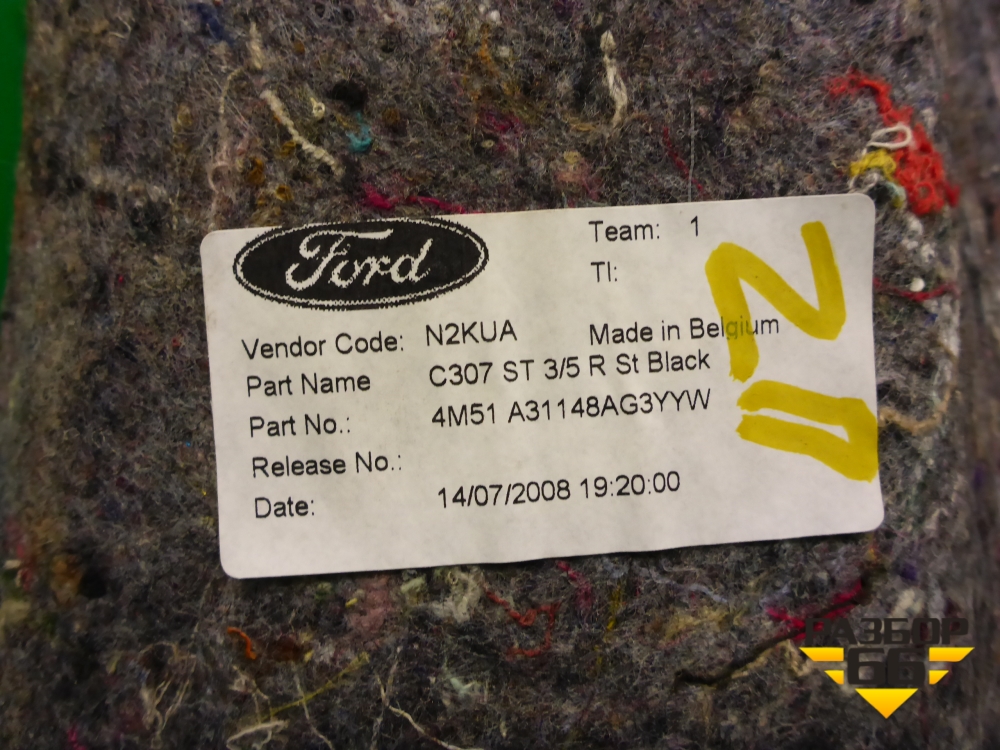 Ford
Team: 1
TI:
Vendor Code: N2KUA Made in Belgium
Part Name C307 ST 3/5 R St Black
Part No.: 4M51 A31148AG3YYW
Release No.:
Date: 14/07/2008 19:20:00
РАЗБОР
66